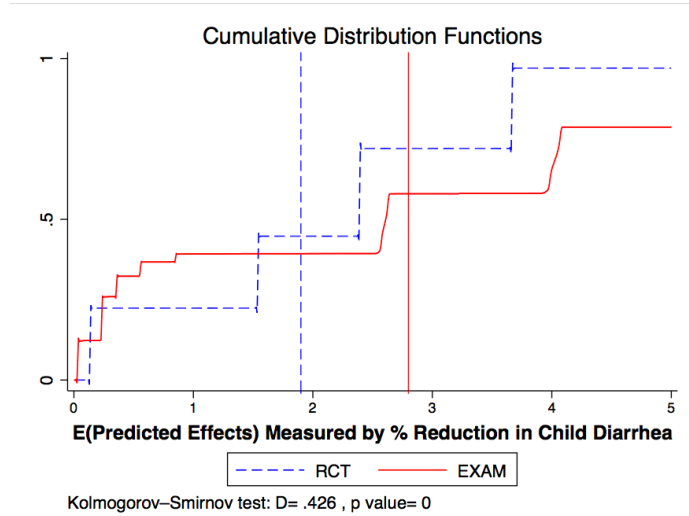 Cumulative Distribution Functions
1
.5
0
0 1 2 3 4 5
E(Predicted Effects) Measured by % Reduction in Child Diarrhea
RCT EXAM
Kolmogorov–Smirnov test: D= .426 , p value= 0